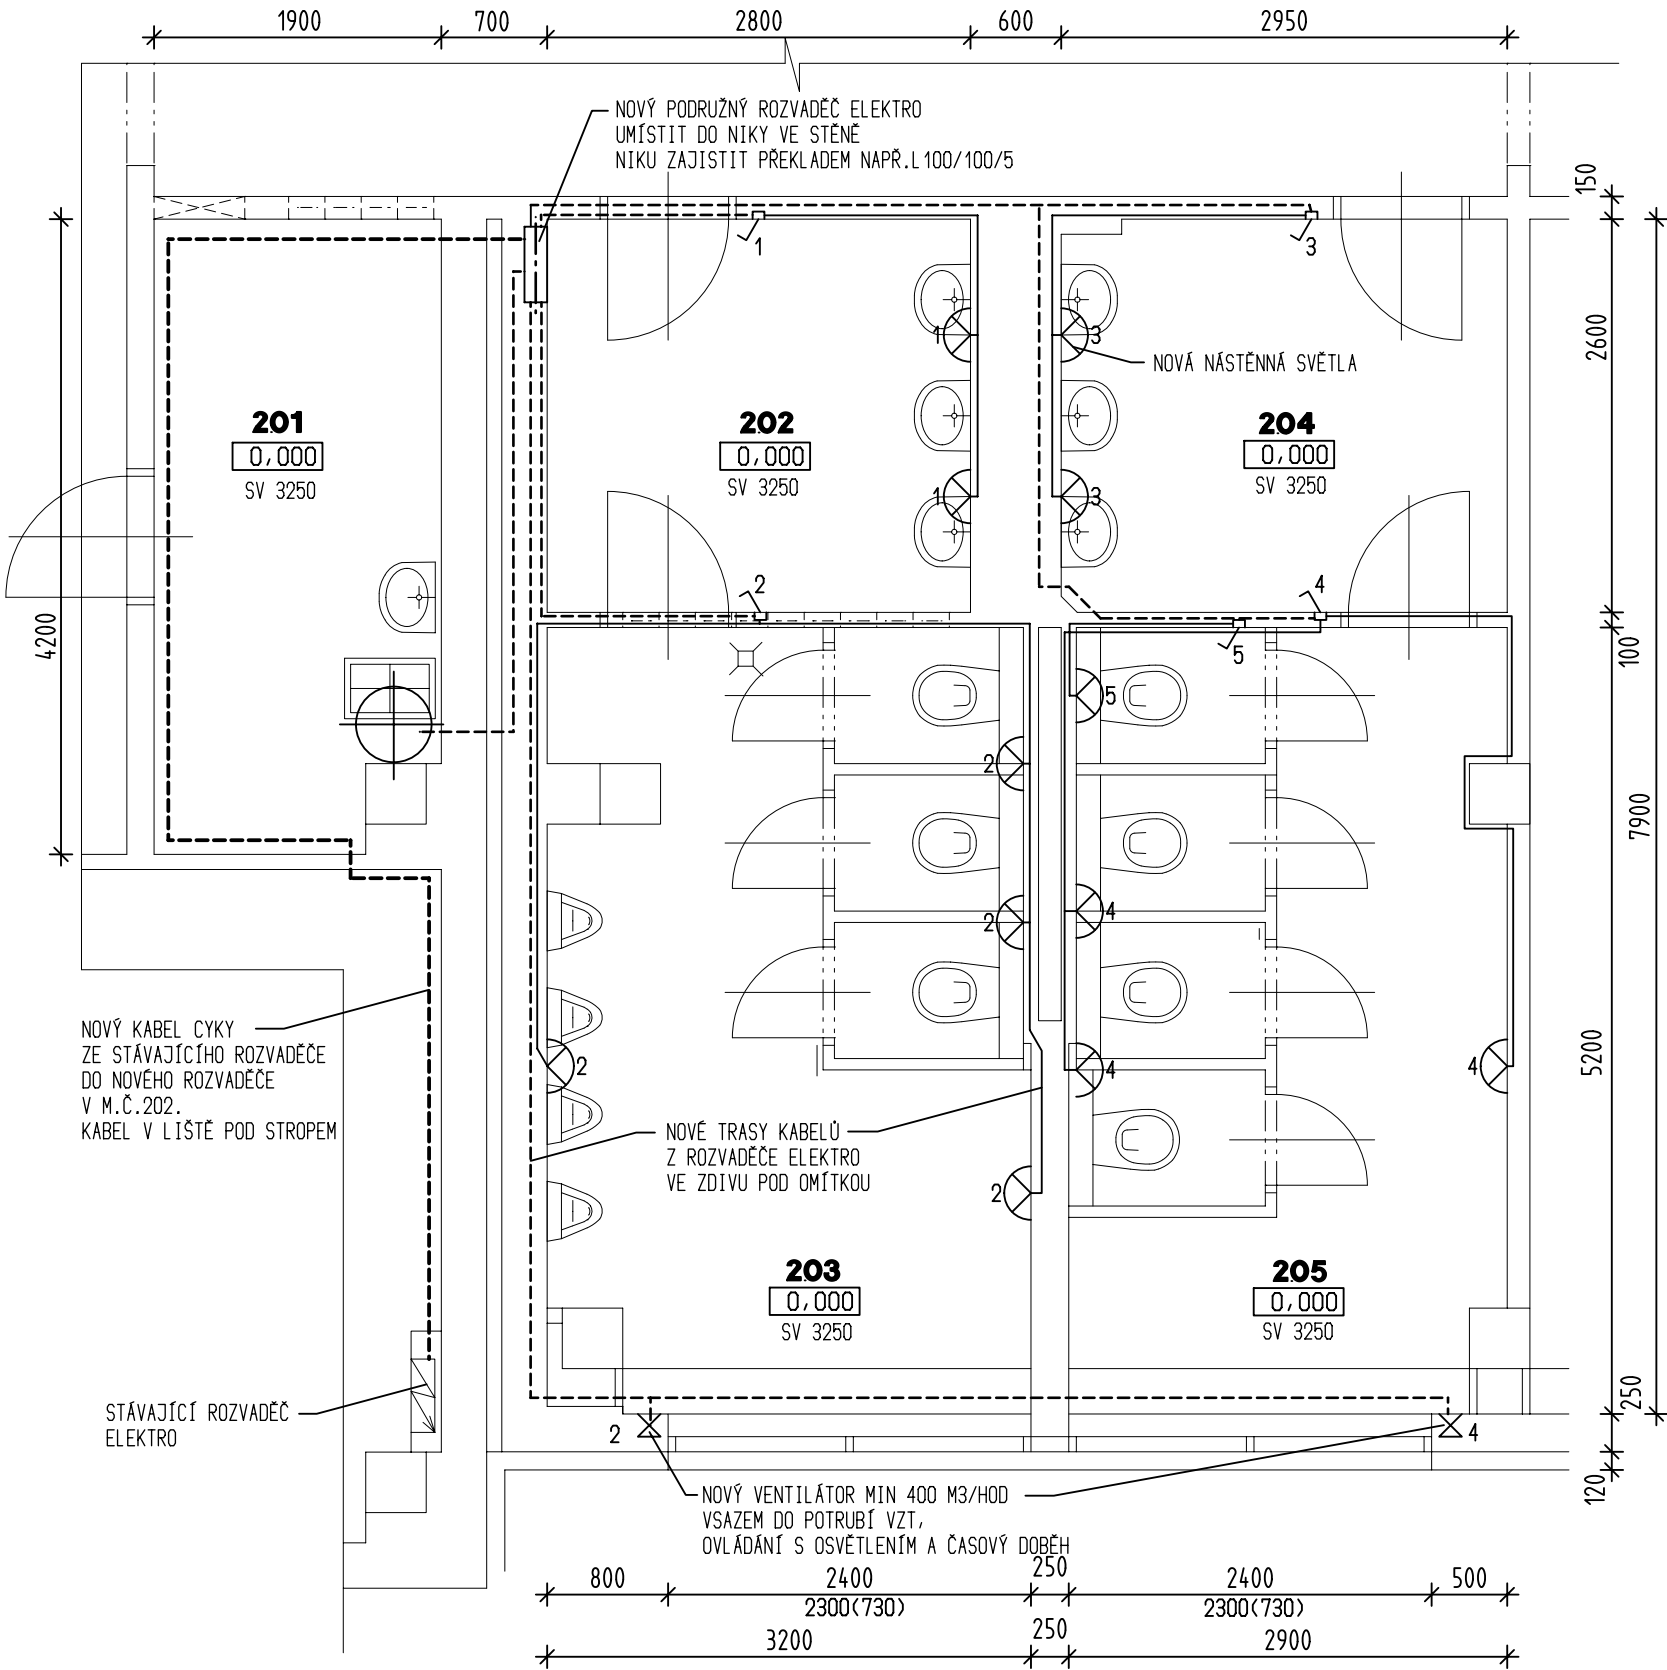 1900
700
2800
600
2950
NOVÝ PODRUŽNÝ ROZVADĚČ ELEKTRO
UMÍSTIT DO NIKY VE STĚNĚ
NIKU ZAJISTIT PŘEKLADEM NAPŘ.L100/100/5
150
1
3
1
3
2600
NOVÁ NÁSTĚNNÁ SVĚTLA
201
0,000
SV 3250
202
0,000
SV 3250
204
0,000
SV 3250
1
3
4200
2
4
5
100
5
2
7900
2
4
NOVÝ KABEL CYKY
ZE STÁVAJÍCÍHO ROZVADĚČE
DO NOVÉHO ROZVADĚČE
V M.Č.202.
KABEL V LIŠTĚ POD STROPEM
2
4
4
5200
NOVÉ TRASY KABELŮ
Z ROZVADĚČE ELEKTRO
VE ZDIVU POD OMÍTKOU
2
203
0,000
SV 3250
205
0,000
SV 3250
STÁVAJÍCÍ ROZVADĚČ
ELEKTRO
250
2
4
120
NOVÝ VENTILÁTOR MIN 400 M3/HOD
VSAZEM DO POTRUBÍ VZT,
OVLÁDÁNÍ S OSVĚTLENÍM A ČASOVÝ DOBĚH
800
2400
2300(730)
250
2400
2300(730)
500
3200
250
2900